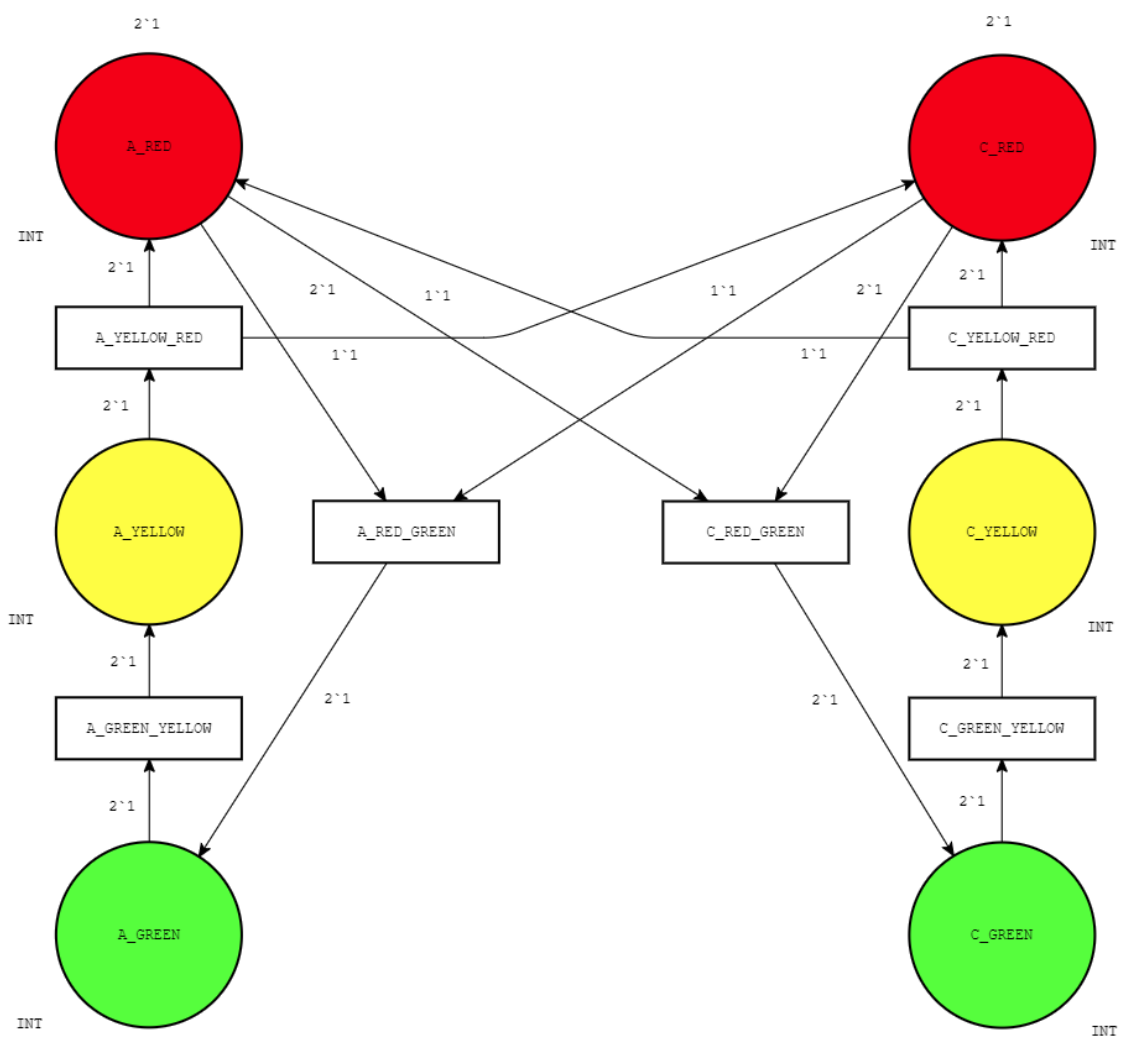 2`1
2`1
A_RED
C_RED
INT
INT
2`1
2`1
2`1
1`1
1`1
2`1
A_YELLOW_RED
C_YELLOW_RED
1`1
1`1
2`1
2`1
A_YELLOW
A_RED_GREEN
C_RED_GREEN
C_YELLOW
INT
INT
2`1
2`1
2`1
2`1
A_GREEN_YELLOW
C_GREEN_YELLOW
2`1
2`1
A_GREEN
C_GREEN
INT
INT